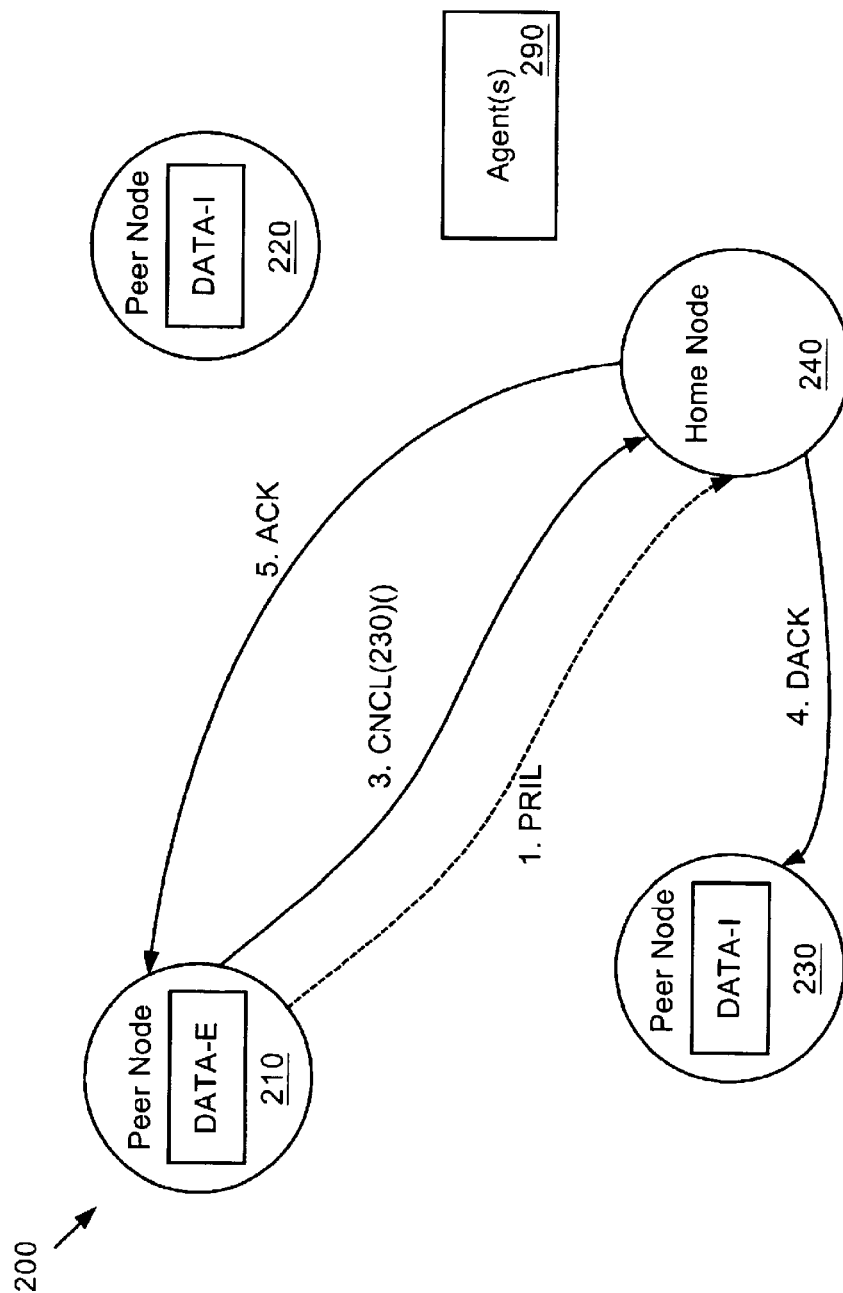 200
Peer Node
DATA-E
210
Peer Node
DATA-I
220
Peer Node
DATA-I
230
Home Node
240
Agent(s)
290
5. ACK
3. CNCL(230)()
1. PRIL
4. DACK